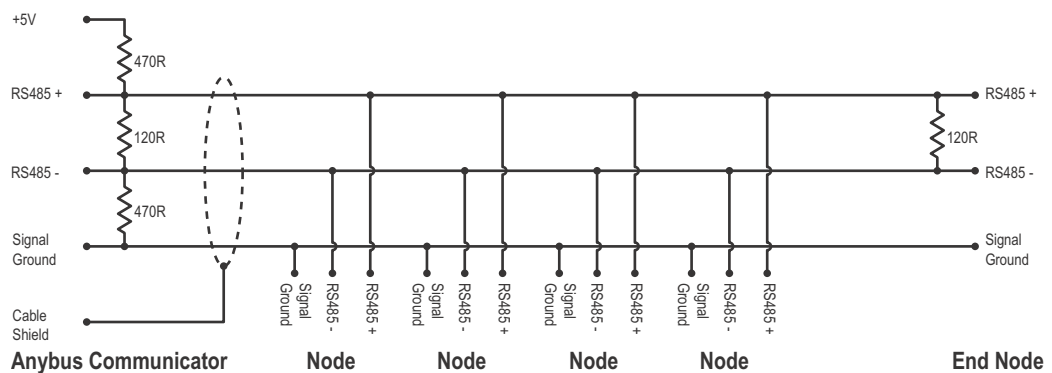 +5V
470R
RS485 +
RS485 +
120R
120R
RS485 -
RS485 -
470R
Signal
Ground
Signal
Ground
Signal
Ground
RS485 -
RS485 +
Signal
Ground
RS485 -
RS485 +
Signal
Ground
RS485 -
RS485 +
Signal
Ground
RS485 -
RS485 +
Cable
Shield
Anybus Communicator
Node
Node
Node
Node
End Node